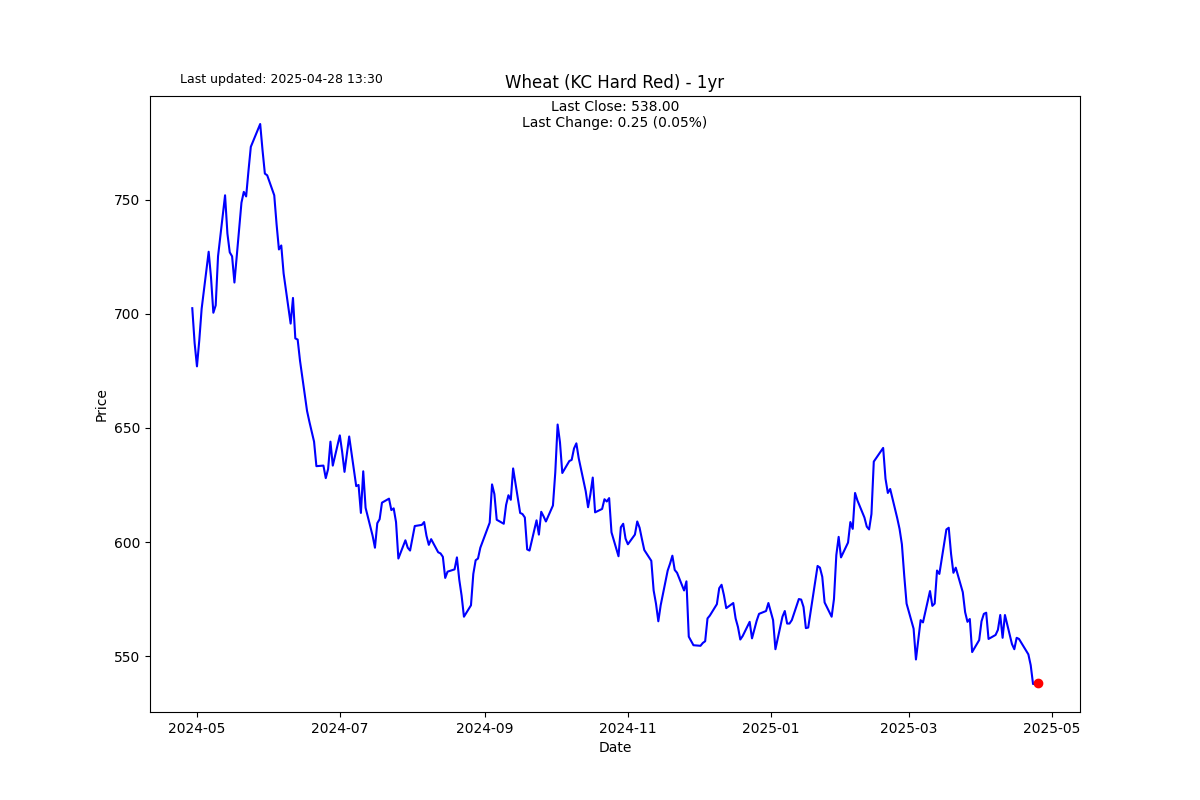 Last updated: 2025-04-28 13:30
Wheat (KC Hard Red) - 1yr
Last Close: 538.00
Last Change: 0.25 (0.05%)
750
700
650
600
550
Price
2024-05
2024-07
2024-09
2024-11
2025-01
2025-03
2025-05
Date